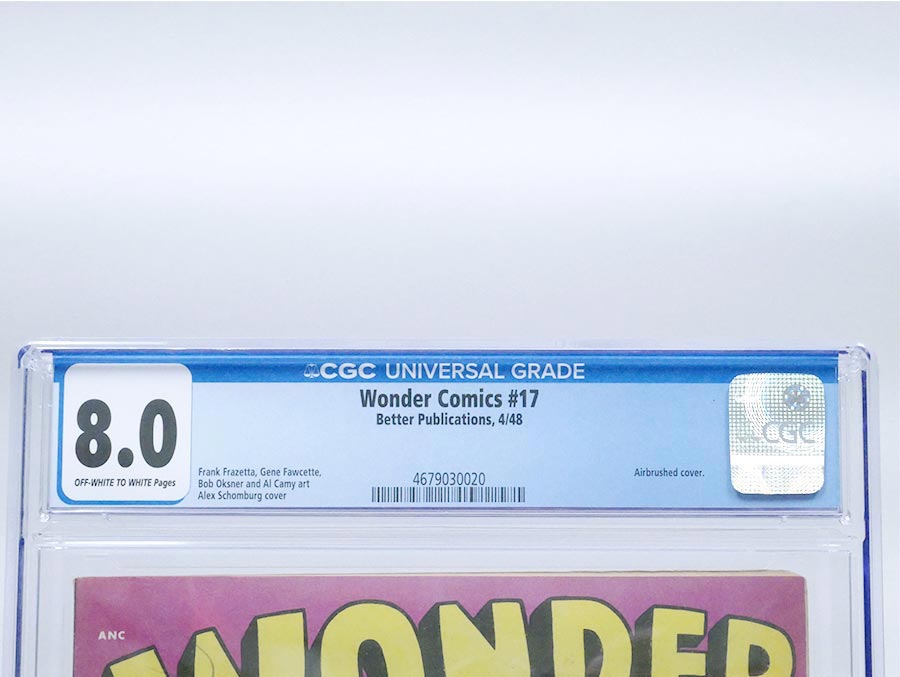 CGC UNIVERSAL GRADE
Wonder Comics #17
Better Publications, 4/48
8.0
OFF-WHITE TO WHITE Pages
Frank Frazetta, Gene Fawcette,
Bob Oksner and Al Camy art
Alex Schomburg cover
4679030020
Airbrushed cover.
CGC
ANC
WONDER